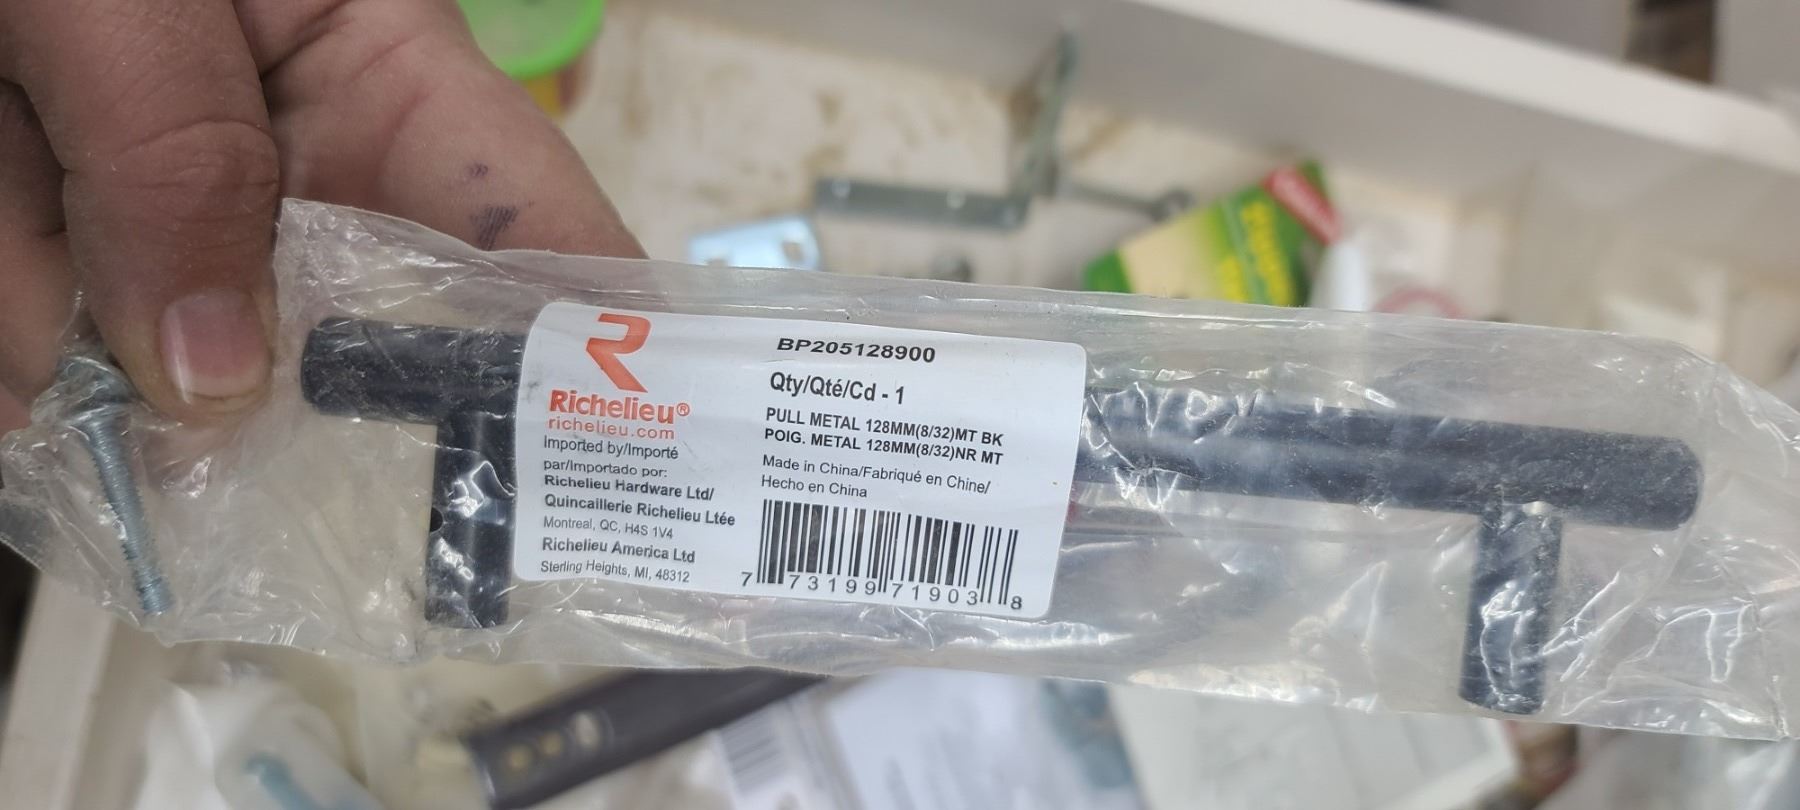 Richelieu®
richelieu.com
Imported by/Importé
par/Importado por:
Richelieu Hardware Ltd/
Quincaillerie Richelieu Ltée
Montreal, QC, H4S 1V4
Richelieu America Ltd
Sterling Heights, MI, 48312
BP205128900
Qty/Qté/Cd - 1
PULL METAL 128MM(8/32)MT BK
POIG. METAL 128MM(8/32)NR MT
Made in China/Fabriqué en Chine/
Hecho en China
7 73199 71903 8